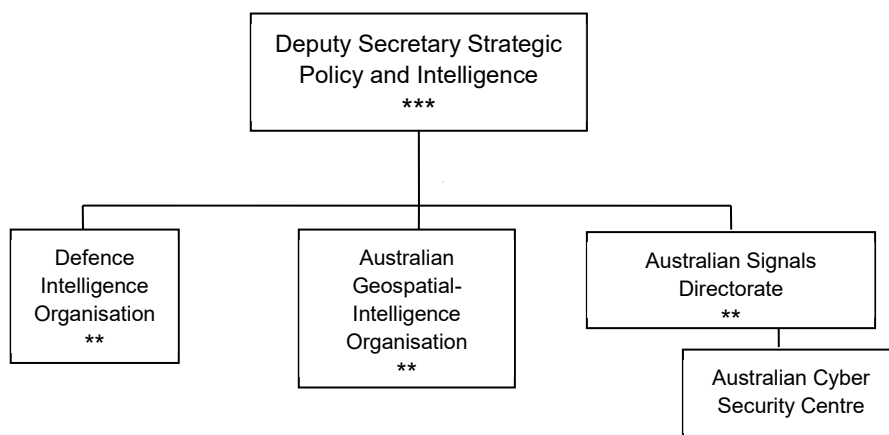 Deputy Secretary Strategic
Policy and Intelligence
***
Defence
Intelligence
Organisation
**
Australian
Geospatial-
Intelligence
Organisation
**
Australian Signals
Directorate
**
Australian Cyber
Security Centre